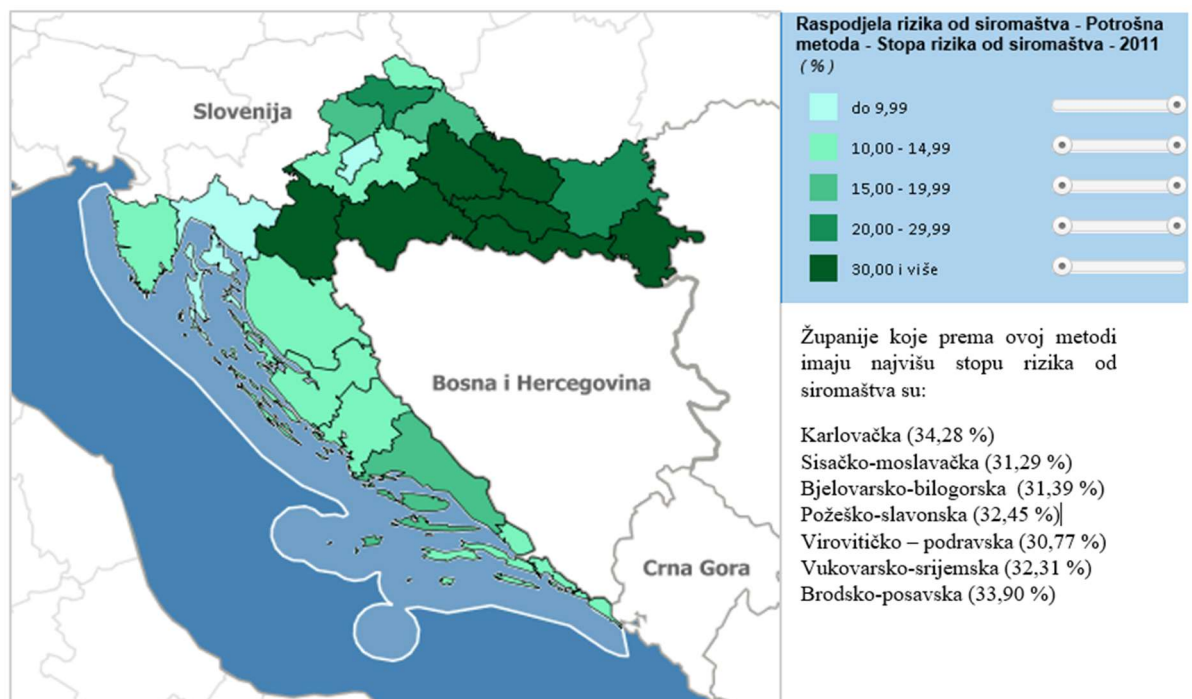 Slovenija
Bosna i Hercegovina
Crna Gora
Raspodjela rizika od siromaštva - Potrošna
metoda - Stopa rizika od siromaštva - 2011
( % )
do 9,99
10,00 - 14,99
15,00 - 19,99
20,00 - 29,99
30,00 i više
Županije koje prema ovoj metodi
imaju najvišu stopu rizika od
siromaštva su:
Karlovačka (34,28 %)
Sisačko-moslavačka (31,29 %)
Bjelovarsko-bilogorska (31,39 %)
Požeško-slavonska (32,45 %)
Virovitičko – podravska (30,77 %)
Vukovarsko-srijemska (32,31 %)
Brodsko-posavska (33,90 %)